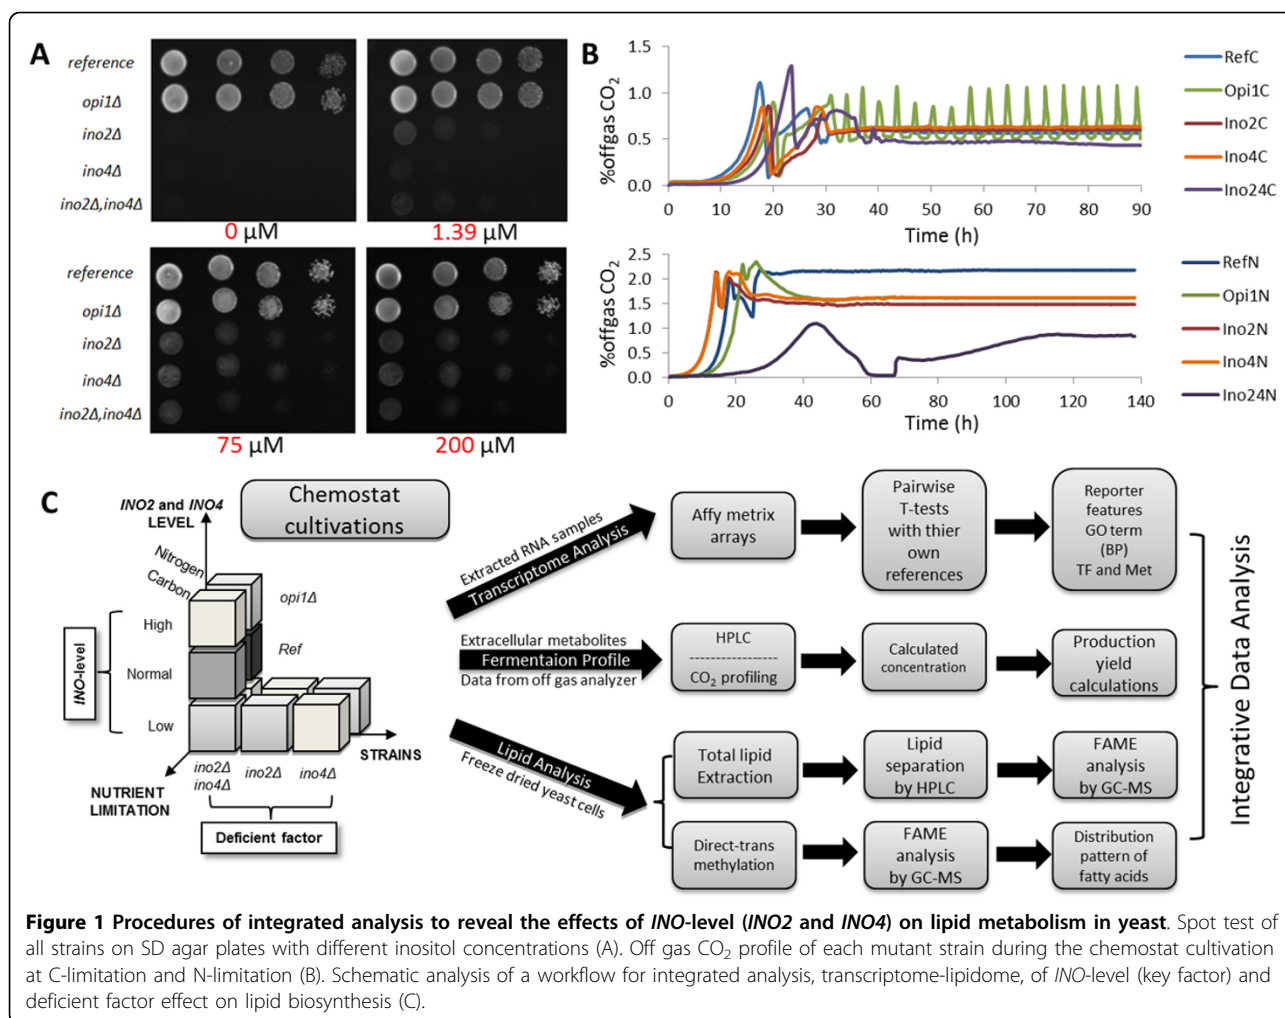 A
reference
opi1Δ
ino2Δ
ino4Δ
ino2Δ,ino4Δ
0 μM
1.39 μM
reference
opi1Δ
ino2Δ
ino4Δ
ino2Δ,ino4Δ
75 μM
200 μM
B
%offgas CO2
1.5
1.0
0.5
0.0
0 10 20 30 40 50 60 70 80 90
Time (h)
RefC
Opi1C
Ino2C
Ino4C
Ino24C
%offgas CO2
2.5
2.0
1.5
1.0
0.5
0.0
0 20 40 60 80 100 120 140
Time (h)
RefN
Opi1N
Ino2N
Ino4N
Ino24N
C
INO2 and INO4
LEVEL
Chemostat
cultivations
Nitrogen
Carbon
High
Normal
Low
INO-level
opi1Δ
Ref
STRAINS
ino2Δ
ino4Δ
ino2Δ
ino4Δ
NUTRIENT
LIMITATION
Deficient factor
Extracted RNA samples
Transcriptome Analysis
Affy metrix
arrays
Pairwise
T-tests
with thier
own
references
Reporter
features
GO term
(BP)
TF and Met
Extracellular metabolites
Fermentaion Profile
Data from off gas analyzer
HPLC
-----------------
CO2 profiling
Calculated
concentration
Production
yield
calculations
Lipid Analysis
Freeze dried yeast cells
Total lipid
Extraction
Lipid
separation
by HPLC
FAME
analysis
by GC-MS
Direct-trans
methylation
FAME
analysis
by GC-MS
Distribution
pattern of
fatty acids
Integrative Data Analysis
Figure 1 Procedures of integrated analysis to reveal the effects of INO-level (INO2 and INO4) on lipid metabolism in yeast. Spot test of
all strains on SD agar plates with different inositol concentrations (A). Off gas CO2 profile of each mutant strain during the chemostat cultivation
at C-limitation and N-limitation (B). Schematic analysis of a workflow for integrated analysis, transcriptome-lipidome, of INO-level (key factor) and
deficient factor effect on lipid biosynthesis (C).